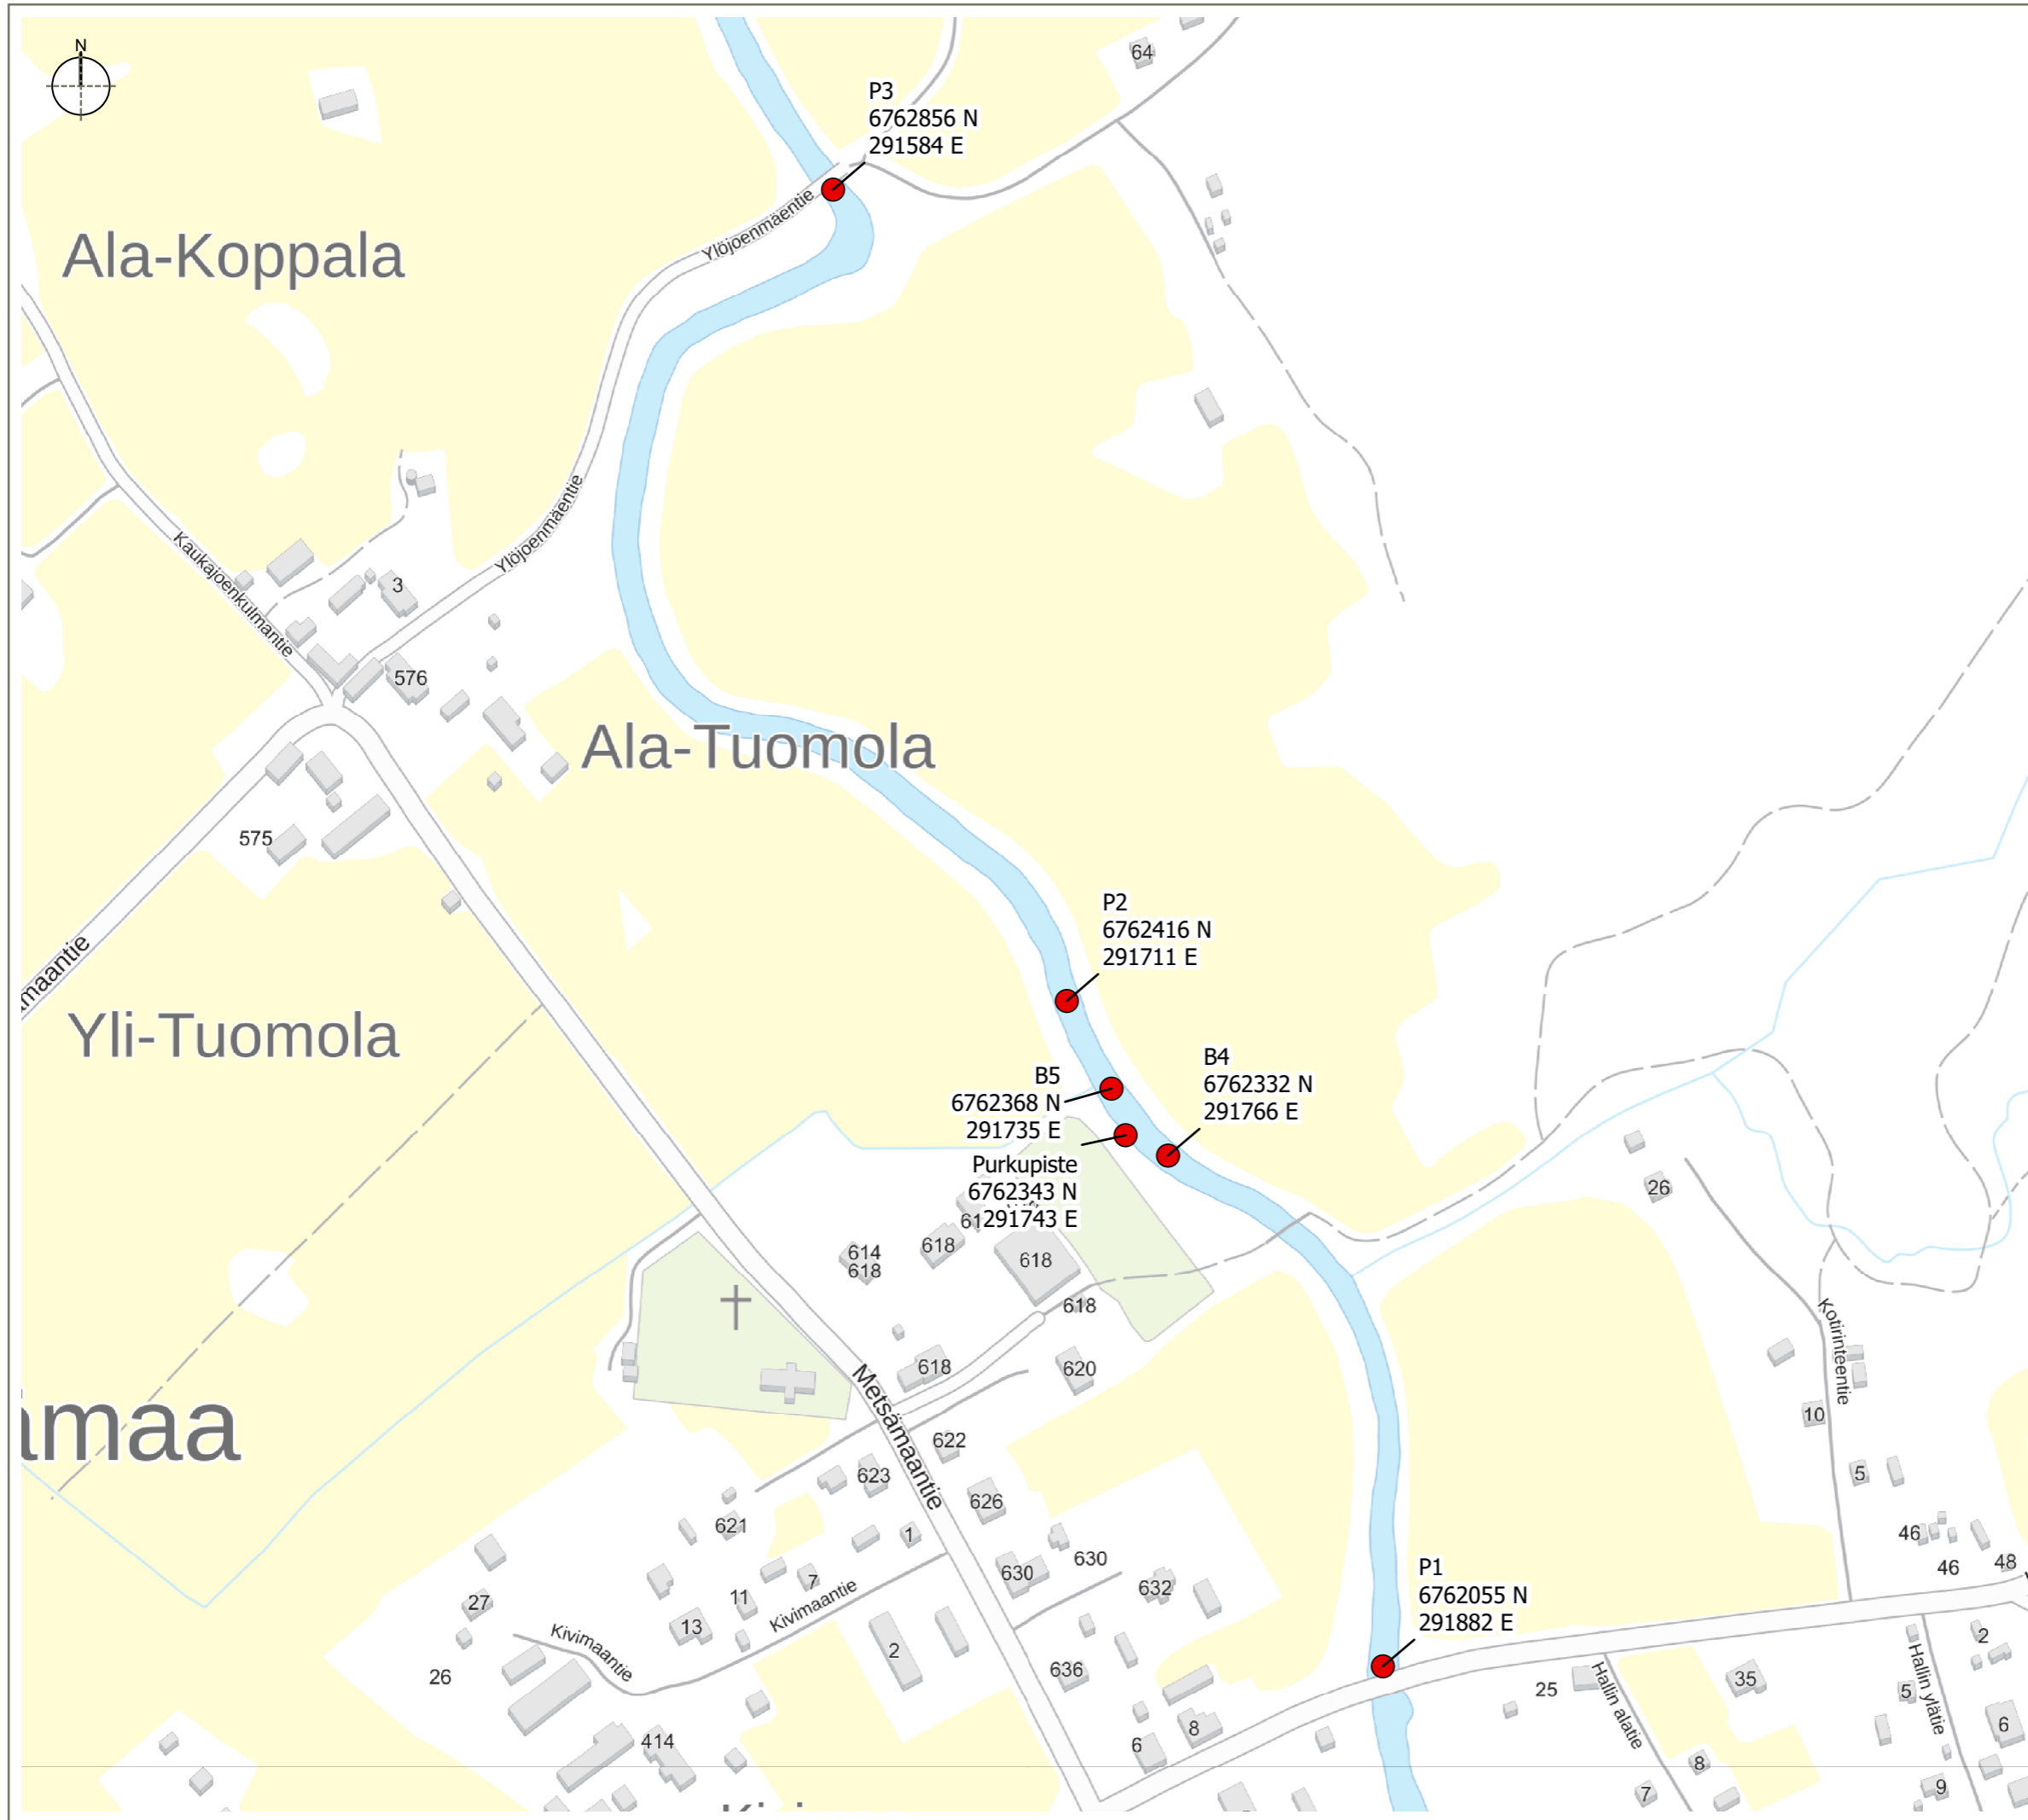 N
64
P3
6762856 N
291584 E
Ylöjoenmäentie
Ala-Koppala
Kaukajoenkulmantie
Ylöjoenmäentie
3
576
Ala-Tuomola
575
Yli-Tuomola
P2
6762416 N
291711 E
B4
6762332 N
291766 E
B5
6762368 N
291735 E
Purkupiste
6762343 N
291743 E
26
614
618
618
618
618
618
620
Kotirinteentie
10
Metsämaantie
622
623
626
621
1
5
46
46
48
630
630
632
7
11
13
27
Kivimaantie
Kivimaantie
26
2
636
P1
6762055 N
291882 E
25
Hallin alatie
35
Hallin ylätie
2
5
6
414
8
6
8
7
9